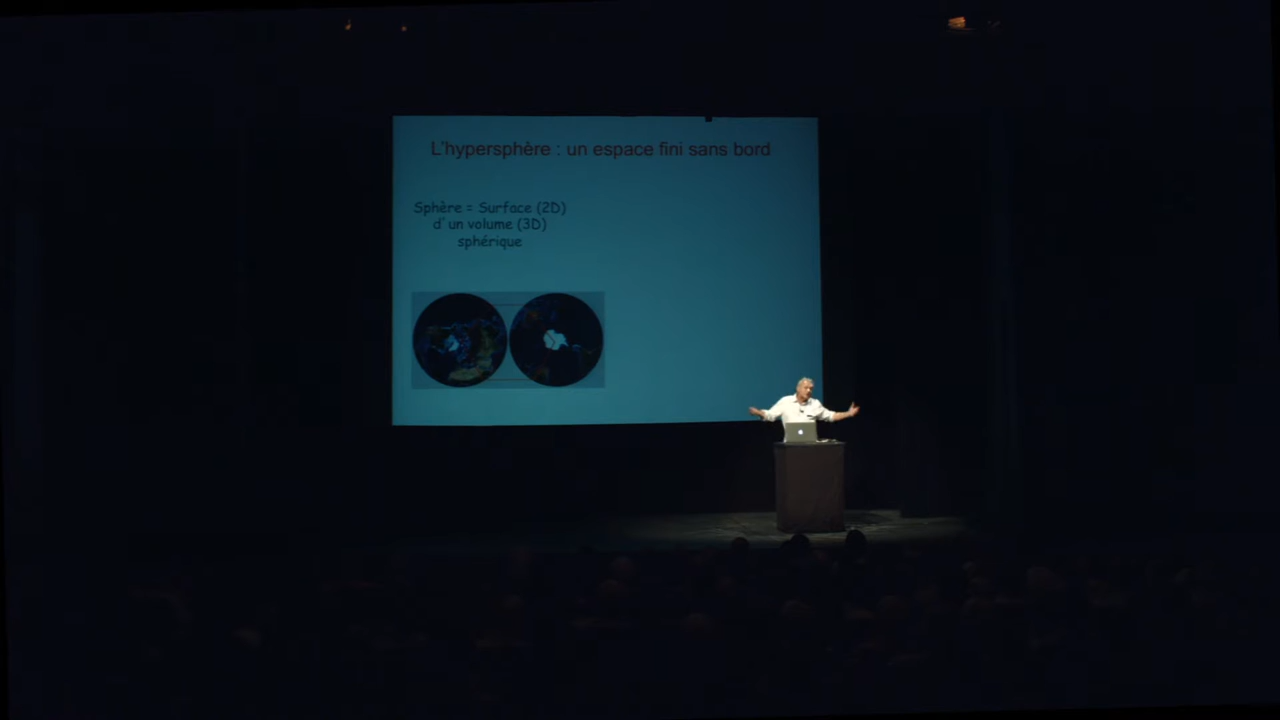 L'hypersphère : un espace fini sans bord
Sphère = Surface (2D)
d'un volume (3D)
sphérique